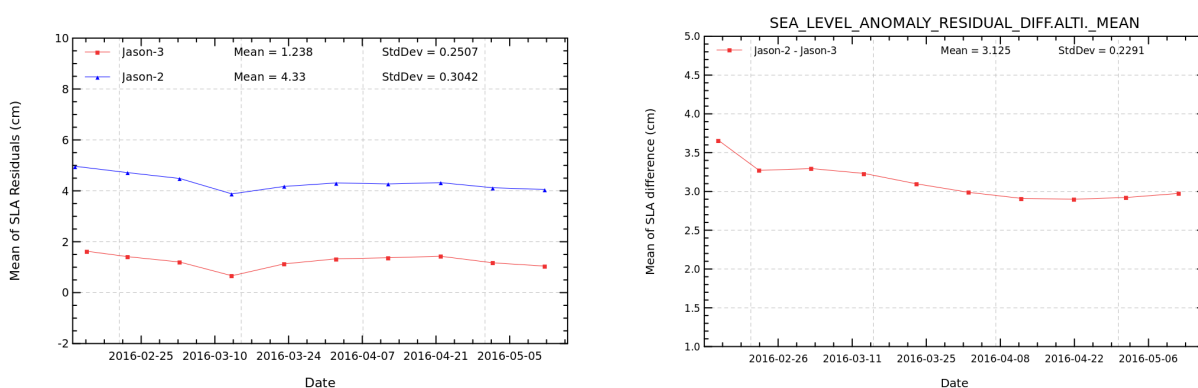 10
8
6
4
2
0
-2
Mean of SLA Residuals (cm)
Jason-3 Mean = 1.238 StdDev = 0.2507
Jason-2 Mean = 4.33 StdDev = 0.3042
2016-02-25 2016-03-10 2016-03-24 2016-04-07 2016-04-21 2016-05-05
Date
SEA_LEVEL_ANOMALY_RESIDUAL_DIFF.ALTI._MEAN
5.0
4.5
4.0
3.5
3.0
2.5
2.0
1.5
1.0
Mean of SLA difference (cm)
Jason-2 - Jason-3 Mean = 3.125 StdDev = 0.2291
2016-02-26 2016-03-11 2016-03-25 2016-04-08 2016-04-22 2016-05-06
Date